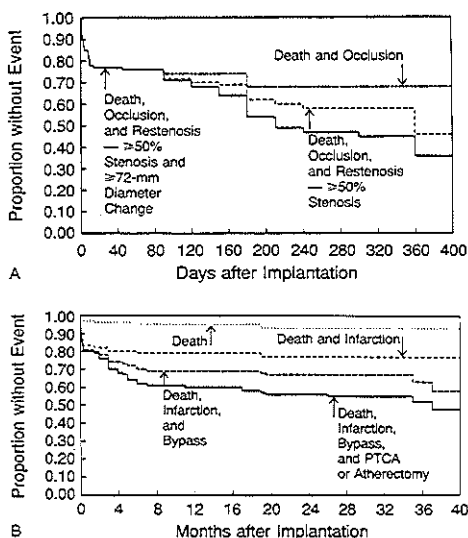 Proportion without Event
1.00
0.90
0.80
0.70
0.60
0.50
0.40
0.30
0.20
0.10
0.00
Death and Occlusion
Death,
Occlusion,
and Restenosis
— ≥50%
Stenosis and
≥72-mm
Diameter
Change
Death,
Occlusion,
and Restenosis
— ≥50%
Stenosis
0 40 80 120 160 200 240 280 320 360 400
A
Days after Implantation
Proportion without Event
1.00
0.90
0.80
0.70
0.60
0.50
0.40
0.30
0.20
0.10
0.00
Death
Death and Infarction
Death,
Infarction,
and
Bypass
Death,
Infarction,
Bypass,
and PTCA
or Atherectomy
0 4 8 12 16 20 24 28 32 36 40
B
Months after Implantation